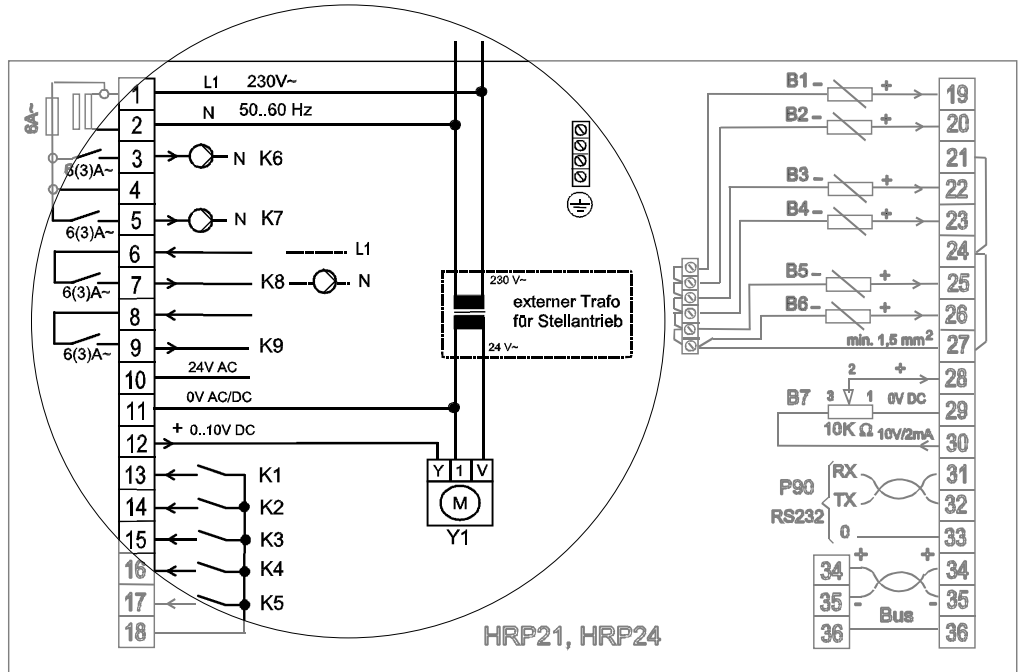 1 L1 230V~
2 N 50..60 Hz
6A~
3 N K6
6(3)A~
4
5 N K7
6(3)A~
6 L1
7 K8 N
6(3)A~
8
9 K9
6(3)A~
10 24V AC
11 0V AC/DC
12 + 0..10V DC
13 K1
14 K2
15 K3
16 K4
17 K5
18
230 V~
externer Trafo
für Stellantrieb
24 V~
Y 1 V
M
Y1
B1 - + 19
B2 - + 20
21
B3 - + 22
B4 - + 23
24
B5 - + 25
B6 - + 26
min. 1,5 mm² 27
2 + 28
B7 3 1 0V DC 29
10K Ω 10V/2mA 30
RX 31
P90
TX 32
RS232
0 33
34 + + 34
35 - - 35
Bus
36 36
HRP21, HRP24